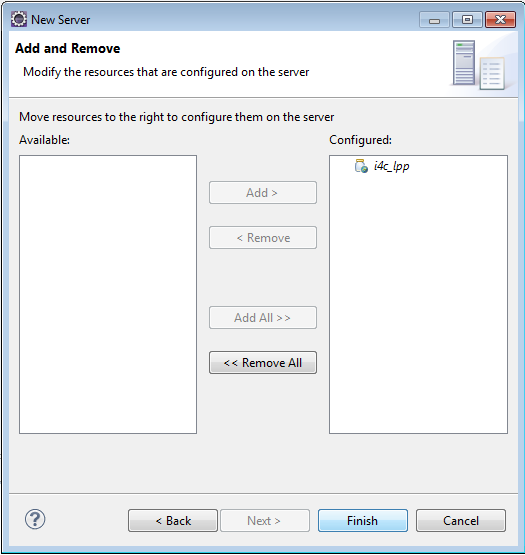 New Server
Add and Remove
Modify the resources that are configured on the server
Move resources to the right to configure them on the server
Available:
Configured:
i4c_lpp
Add >
< Remove
Add All >>
<< Remove All
?
< Back
Next >
Finish
Cancel